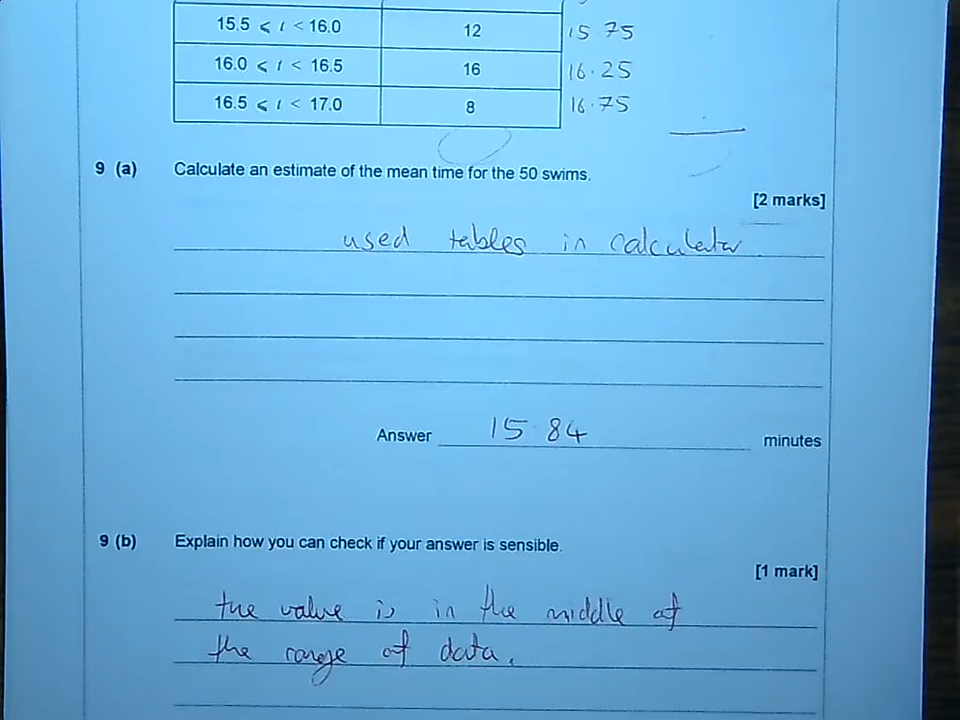 15.5 ⩽ t < 16.0 12 15.75
16.0 ⩽ t < 16.5 16 16.25
16.5 ⩽ t < 17.0 8 16.75
9 (a) Calculate an estimate of the mean time for the 50 swims.
[2 marks]
used tables in calculator
Answer 15.84 minutes
9 (b) Explain how you can check if your answer is sensible.
[1 mark]
the value is in the middle of
the range of data.